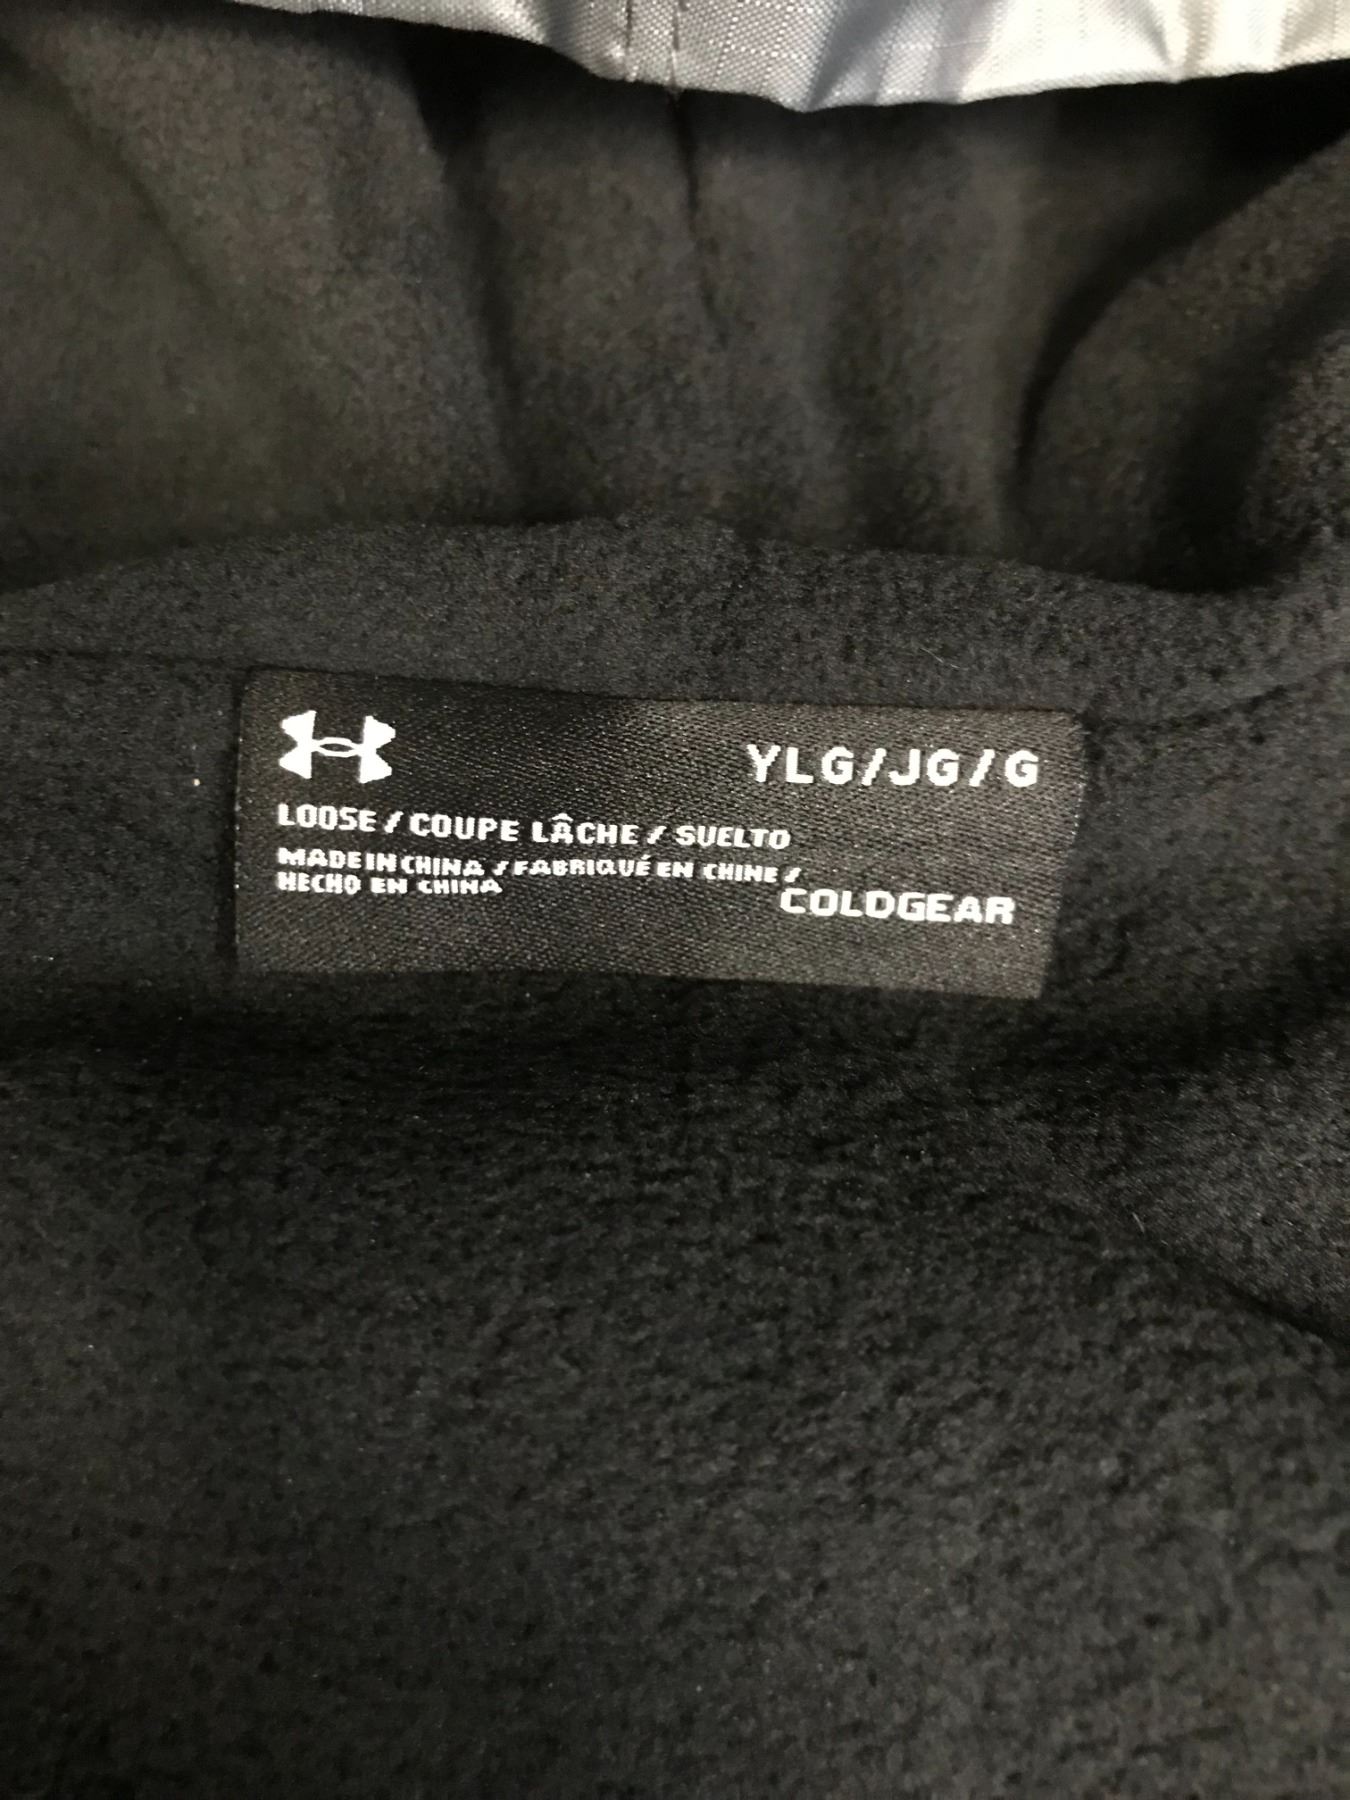 YLG/JG/G
LOOSE / COUPE LÂCHE / SUELTO
MADE IN CHINA / FABRIQUÉ EN CHINE /
HECHO EN CHINA
COLDGEAR